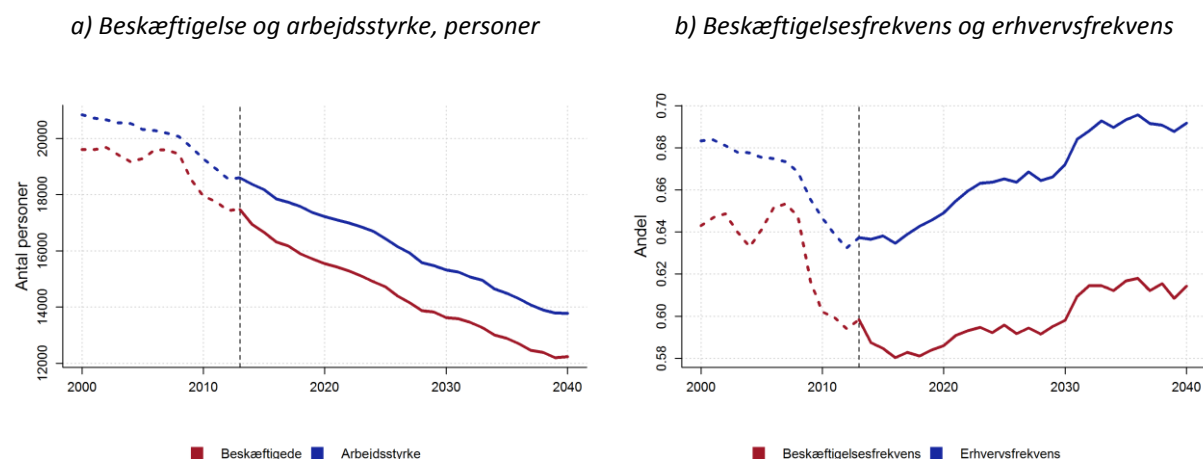 a) Beskæftigelse og arbejdsstyrke, personer
Antal personer
20000
18000
16000
14000
12000
2000
2010
2020
2030
2040
Beskæftigede
Arbejdsstyrke
b) Beskæftigelsesfrekvens og erhvervsfrekvens
Andel
0.70
0.68
0.66
0.64
0.62
0.60
0.58
2000
2010
2020
2030
2040
Beskæftigelsesfrekvens
Erhvervsfrekvens